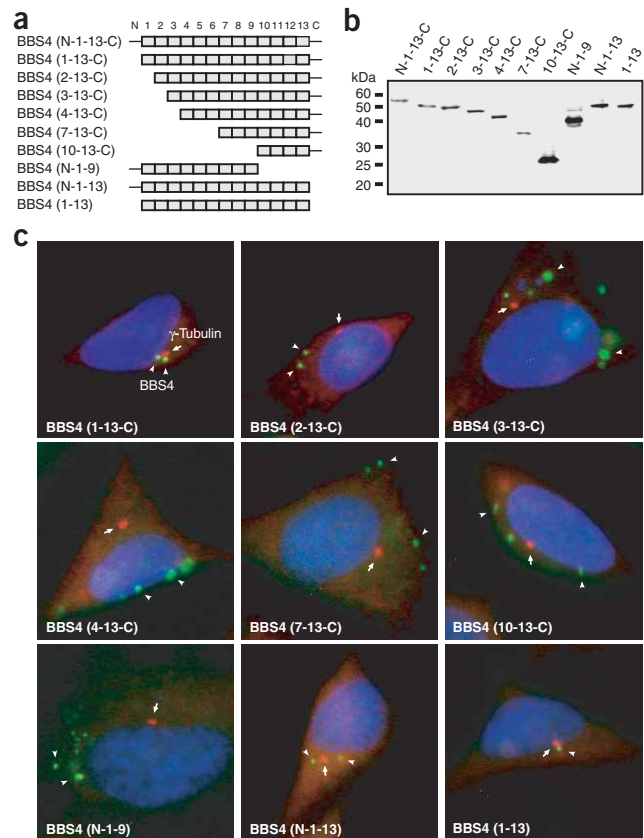 a
N 1 2 3 4 5 6 7 8 9 10 11 12 13 C
BBS4 (N-1-13-C)
BBS4 (1-13-C)
BBS4 (2-13-C)
BBS4 (3-13-C)
BBS4 (4-13-C)
BBS4 (7-13-C)
BBS4 (10-13-C)
BBS4 (N-1-9)
BBS4 (N-1-13)
BBS4 (1-13)
b
N-1-13-C 1-13-C 2-13-C 3-13-C 4-13-C 7-13-C 10-13-C N-1-9 N-1-13 1-13
kDa
60
50
40
30
25
20
c
γ-Tubulin
BBS4
BBS4 (1-13-C)
BBS4 (2-13-C)
BBS4 (3-13-C)
BBS4 (4-13-C)
BBS4 (7-13-C)
BBS4 (10-13-C)
BBS4 (N-1-9)
BBS4 (N-1-13)
BBS4 (1-13)